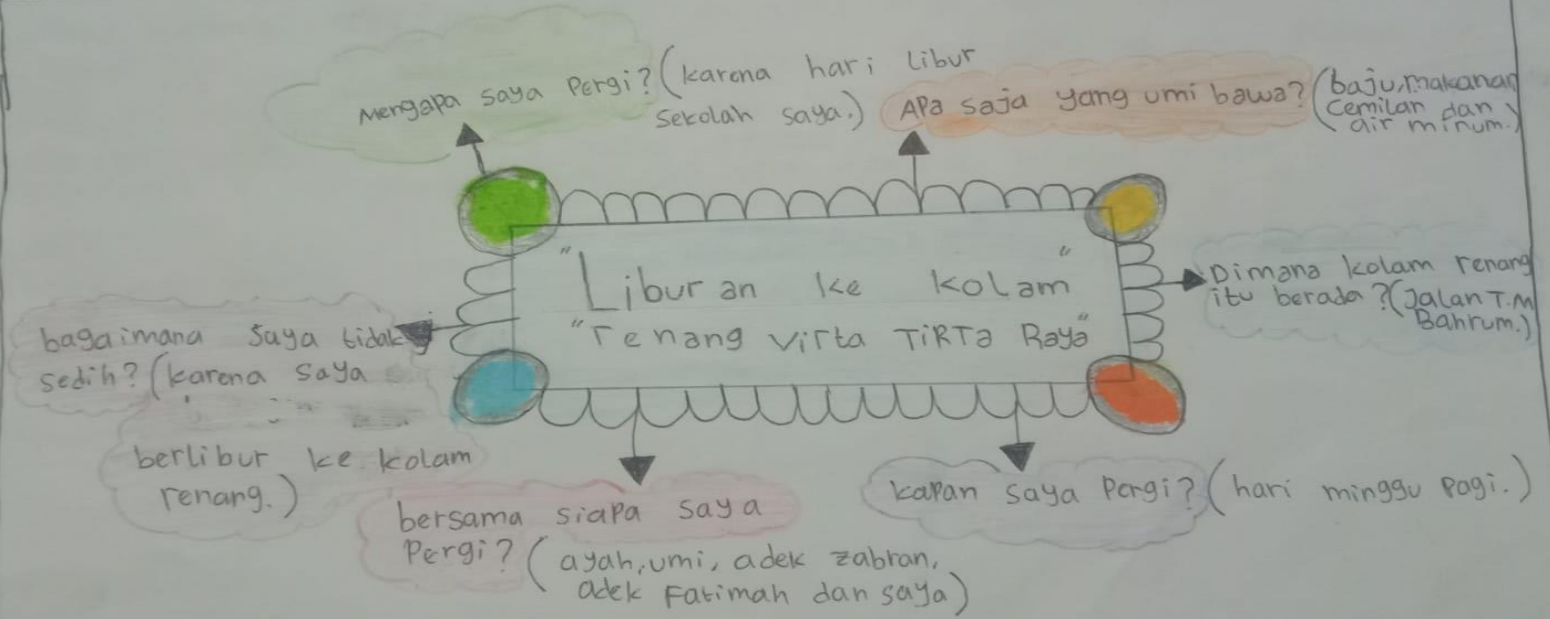 Mengapa saya Pergi? (karena hari Libur
Sekolah saya.)
APa saja yang umi bawa? (baju, makanan,
Cemilan dan
air minum.)
"Liburan ke kolam"
"renang virta TiRTa Raya"
Dimana kolam renang
itu berada? (Jalan T.M
Bahrum.)
bagaimana saya tidak
sedih? (karena saya
berlibur ke kolam
renang.)
bersama siapa saya
Pergi? (ayah, umi, adek zabran,
adek Fatimah dan saya)
kapan saya Pergi? (hari minggu pagi.)